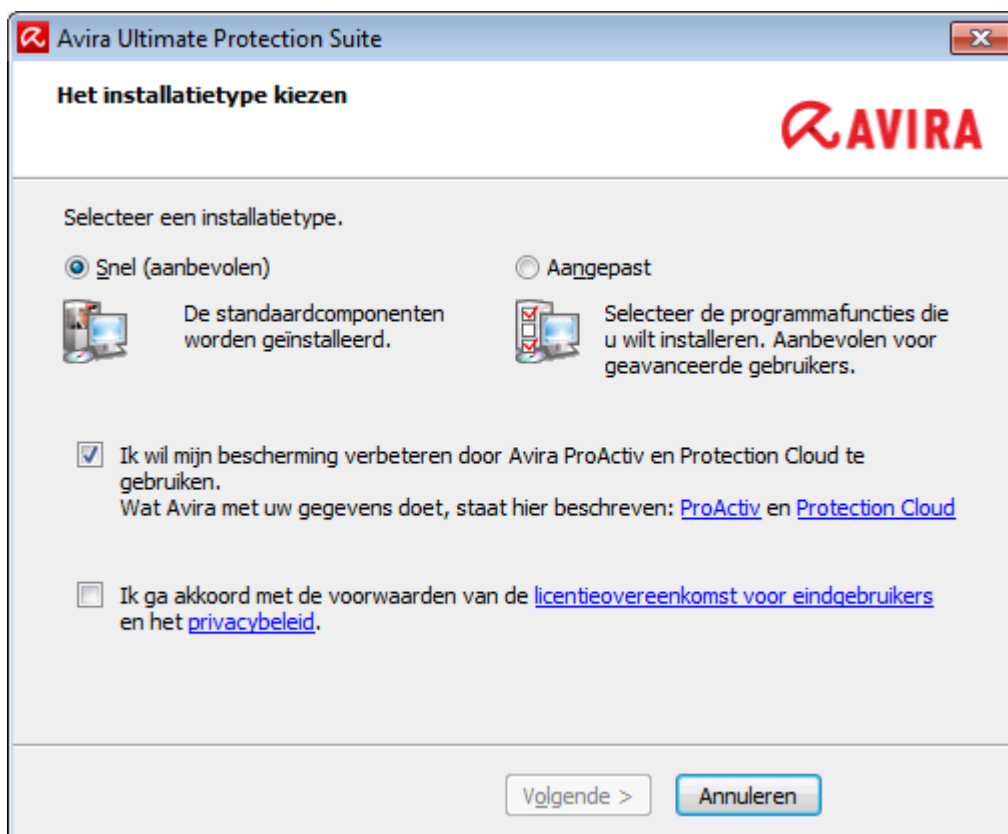 Avira Ultimate Protection Suite
Het installatietype kiezen
AVIRA
Selecteer een installatietype.
Snel (aanbevolen)
De standaardcomponenten
worden geïnstalleerd.
Aangepast
Selecteer de programmafuncties die
u wilt installeren. Aanbevolen voor
geavanceerde gebruikers.
Ik wil mijn bescherming verbeteren door Avira ProActiv en Protection Cloud te
gebruiken.
Wat Avira met uw gegevens doet, staat hier beschreven: ProActiv en Protection Cloud
Ik ga akkoord met de voorwaarden van de licentieovereenkomst voor eindgebruikers
en het privacybeleid.
Volgende >
Annuleren